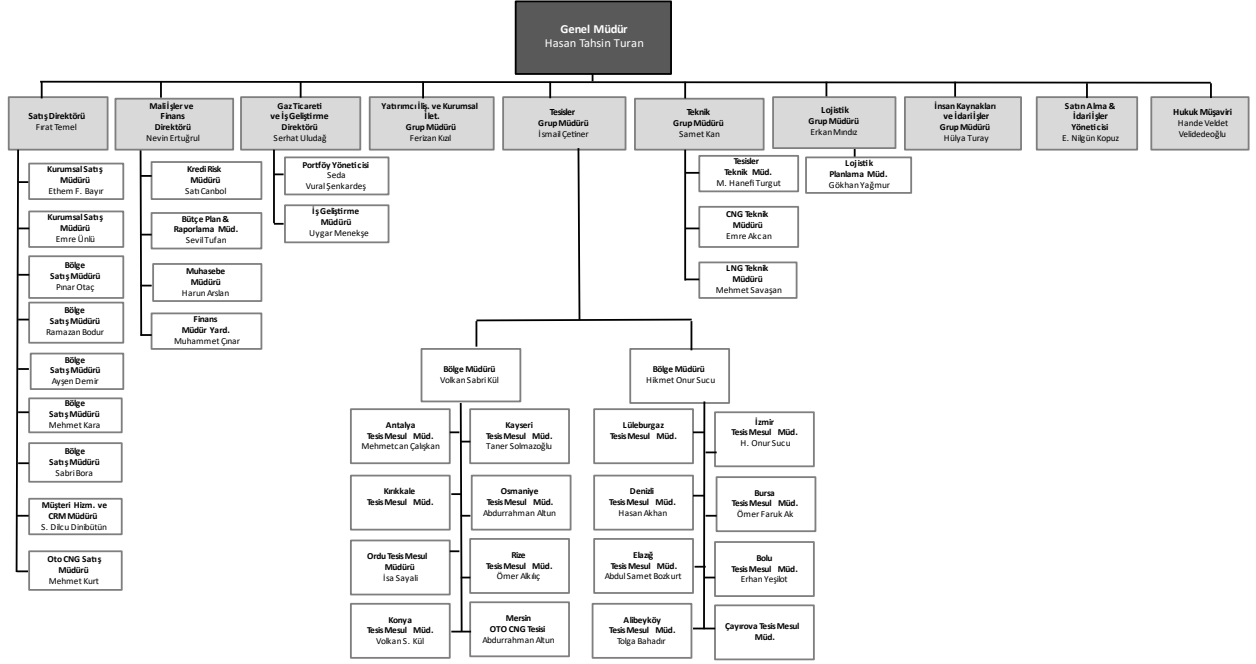 Genel Müdür
Hasan Tahsin Turan
Satış Direktörü
Fırat Temel
Mali İşler ve
Finans
Direktörü
Nevin Ertuğrul
Gaz Ticareti
ve İş Geliştirme
Direktörü
Serhat Uludağ
Yatırımcı İliş. ve Kurumsal
İlet.
Grup Müdürü
Ferizan Kızıl
Tesisler
Grup Müdürü
İsmail Çetiner
Teknik
Grup Müdürü
Samet Kan
Lojistik
Grup Müdürü
Erkan Mındız
İnsan Kaynakları
ve İdari İşler
Grup Müdürü
Hülya Turay
Satın Alma &
İdari İşler
Yöneticisi
E. Nilgün Kopuz
Hukuk Müşaviri
Hande Veldet
Velidedeoğlu
Kurumsal Satış
Müdürü
Ethem F. Bayır
Kurumsal Satış
Müdürü
Emre Ünlü
Bölge
Satış Müdürü
Pınar Otaç
Bölge
Satış Müdürü
Ramazan Bodur
Bölge
Satış Müdürü
Ayşen Demir
Bölge
Satış Müdürü
Mehmet Kara
Bölge
Satış Müdürü
Sabri Bora
Müşteri Hizm. ve
CRM Müdürü
S. Dilcu Dinibütün
Oto CNG Satış
Müdürü
Mehmet Kurt
Kredi Risk
Müdürü
Satı Canbol
Bütçe Plan &
Raporlama Müd.
Sevil Tufan
Muhasebe
Müdürü
Harun Arslan
Finans
Müdür Yard.
Muhammet Çınar
Portföy Yöneticisi
Seda
Vural Şenkardeş
İş Geliştirme
Müdürü
Uygar Menekşe
Tesisler
Teknik Müd.
M. Hanefi Turgut
CNG Teknik
Müdürü
Emre Akcan
LNG Teknik
Müdürü
Mehmet Savaşan
Lojistik
Planlama Müd.
Gökhan Yağmur
Bölge Müdürü
Volkan Sabri Kül
Bölge Müdürü
Hikmet Onur Sucu
Antalya
Tesis Mesul Müd.
Mehmetcan Çalışkan
Kayseri
Tesis Mesul Müd.
Taner Solmazoğlu
Kırıkkale
Tesis Mesul Müd.
Osmaniye
Tesis Mesul Müd.
Abdurrahman Altun
Ordu Tesis Mesul
Müdürü
İsa Sayali
Rize
Tesis Mesul Müd.
Ömer Alkılıç
Konya
Tesis Mesul Müd.
Volkan S. Kül
Mersin
OTO CNG Tesisi
Abdurrahman Altun
Lüleburgaz
Tesis Mesul Müd.
İzmir
Tesis Mesul Müd.
H. Onur Sucu
Denizli
Tesis Mesul Müd.
Hasan Akhan
Bursa
Tesis Mesul Müd.
Ömer Faruk Ak
Elazığ
Tesis Mesul Müd.
Abdul Samet Bozkurt
Bolu
Tesis Mesul Müd.
Erhan Yeşilot
Alibeyköy
Tesis Mesul Müd.
Tolga Bahadır
Çayırova Tesis Mesul
Müd.